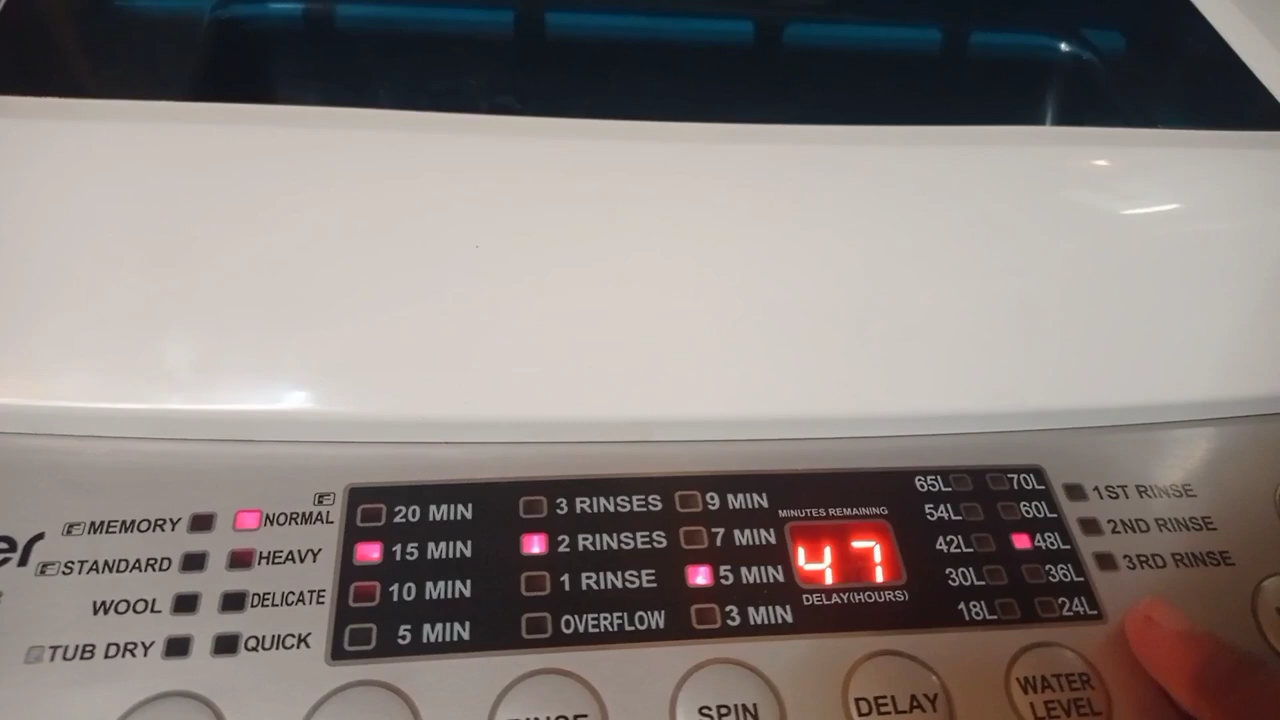 er
MEMORY
NORMAL
STANDARD
HEAVY
WOOL
DELICATE
TUB DRY
QUICK
20 MIN
15 MIN
10 MIN
5 MIN
3 RINSES
2 RINSES
1 RINSE
OVERFLOW
9 MIN
7 MIN
5 MIN
3 MIN
MINUTES REMAINING
47
DELAY(HOURS)
65L 70L
54L 60L
42L 48L
30L 36L
18L 24L
1ST RINSE
2ND RINSE
3RD RINSE
RINSE
SPIN
DELAY
WATER
LEVEL